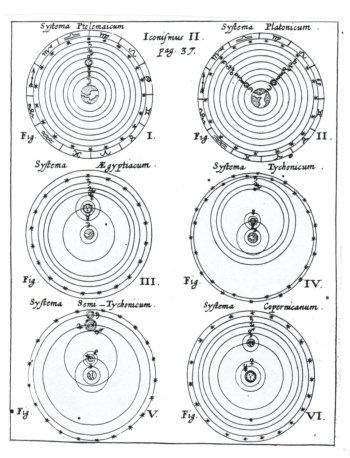 Systema Ptolemaicum Iconismus II. Systema Platonicum
pag. 37.
Fig. I. Fig. II.
Systema Ægyptiacum. Systema Tychonicum.
Fig. III. Fig. IV.
Systema Semi-Tychonicum. Systema Copernicanum.
Fig. V. Fig. VI.